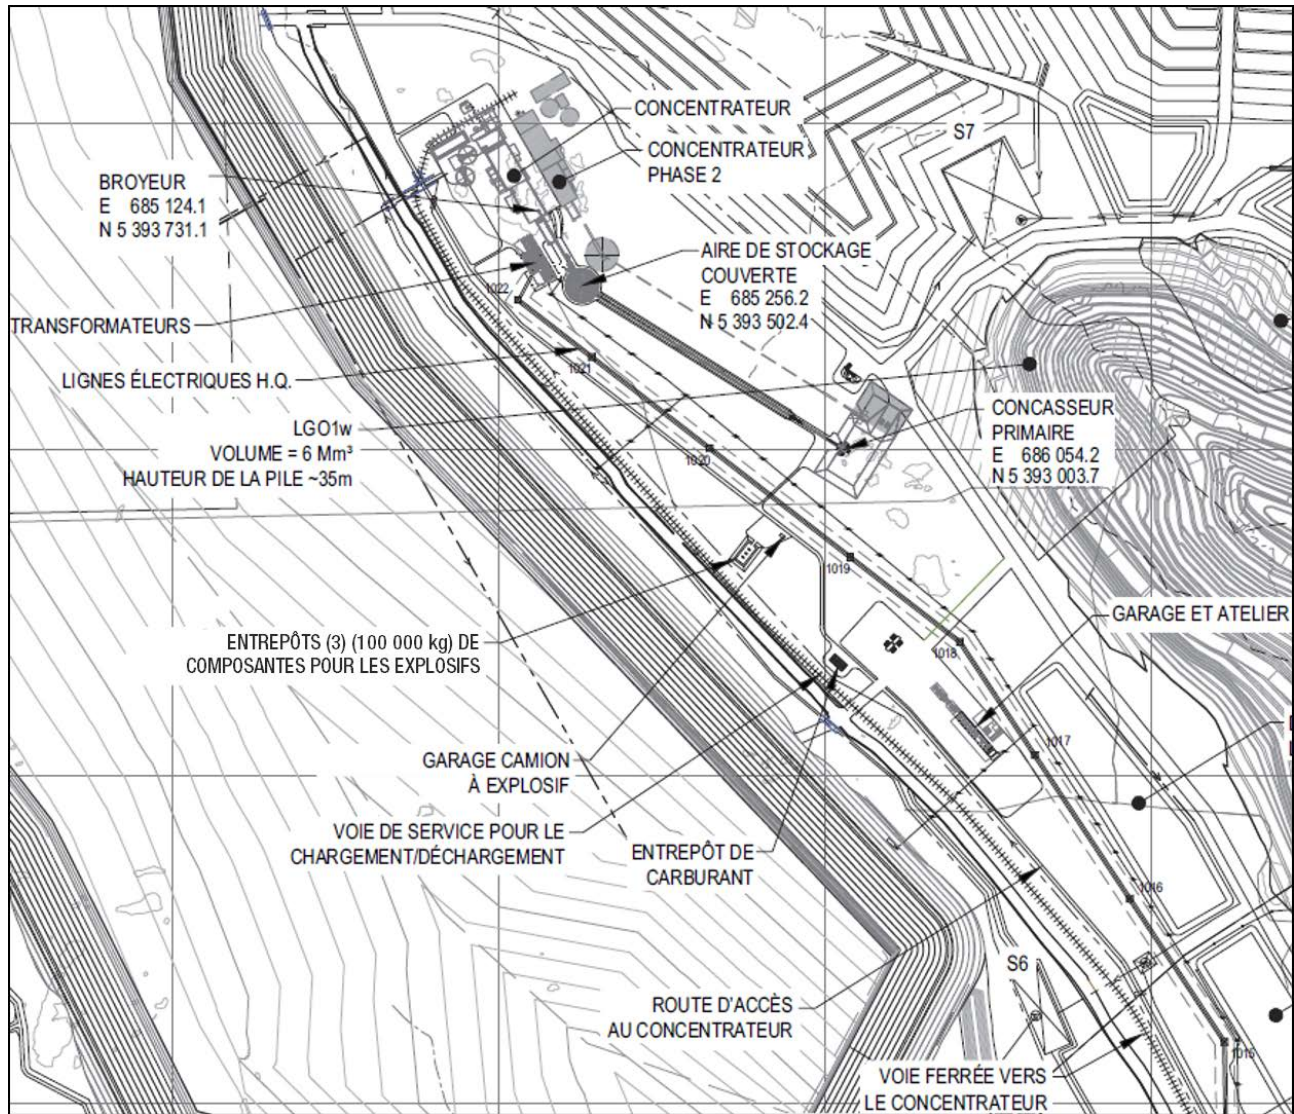 CONCENTRATEUR
CONCENTRATEUR
PHASE 2
S7
BROYEUR
E 685 124.1
N 5 393 731.1
AIRE DE STOCKAGE
COUVERTE
E 685 256.2
N 5 393 502.4
1022
TRANSFORMATEURS
LIGNES ÉLECTRIQUES H.Q.
1021
LGO1w
VOLUME = 6 Mm³
HAUTEUR DE LA PILE ~35m
CONCASSEUR
PRIMAIRE
E 686 054.2
N 5 393 003.7
1020
1019
GARAGE ET ATELIER
ENTREPÔTS (3) (100 000 kg) DE
COMPOSANTES POUR LES EXPLOSIFS
1018
1017
GARAGE CAMION
À EXPLOSIF
VOIE DE SERVICE POUR LE
CHARGEMENT/DÉCHARGEMENT
ENTREPÔT DE
CARBURANT
1016
S6
ROUTE D'ACCÈS
AU CONCENTRATEUR
1015
VOIE FERRÉE VERS
LE CONCENTRATEUR